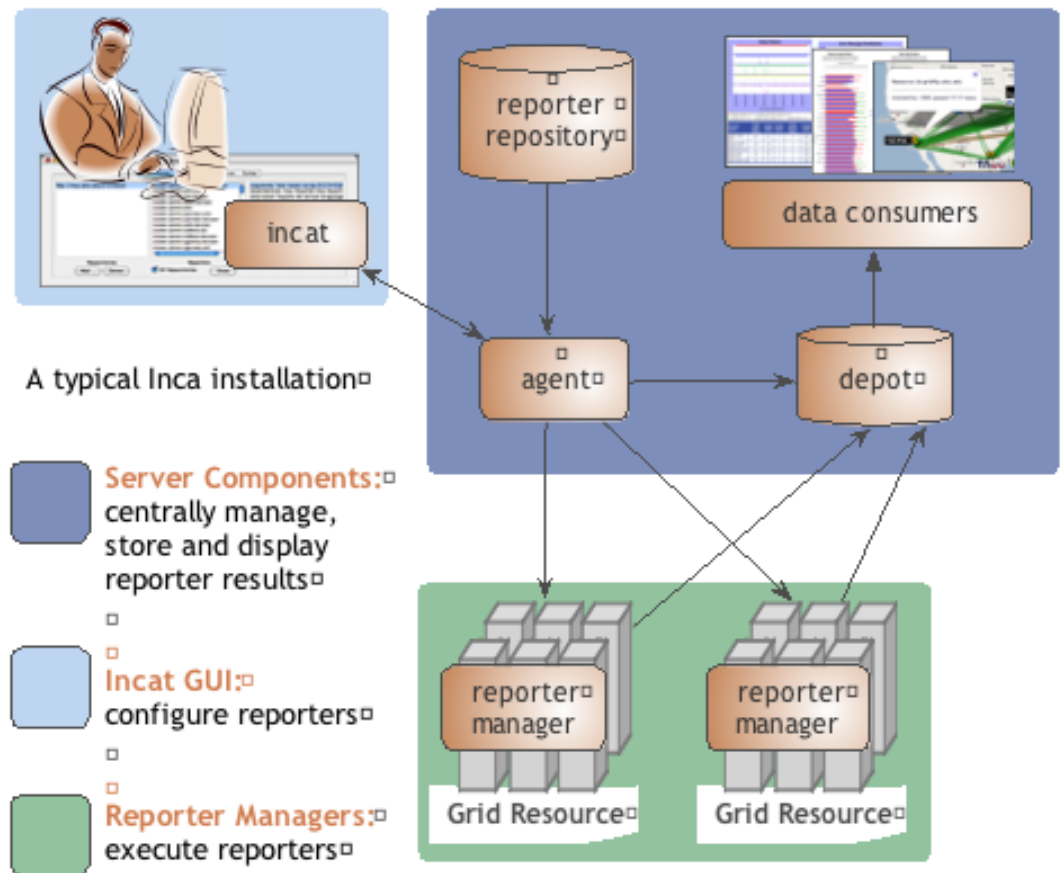 reporter
repository
data consumers
incat
agent
depot
A typical Inca installation
Server Components:
centrally manage,
store and display
reporter results
Incat GUI:
configure reporters
Reporter Managers:
execute reporters
reporter
manager
Grid Resource
reporter
manager
Grid Resource